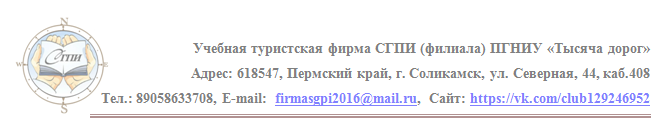 N
W
E
S
СГПИ
Учебная туристская фирма СГПИ (филиала) ПГНИУ «Тысяча дорог»
Адрес: 618547, Пермский край, г. Соликамск, ул. Северная, 44, каб.408
Тел.: 89058633708, E-mail: firmasgpi2016@mail.ru, Сайт: https://vk.com/club129246952